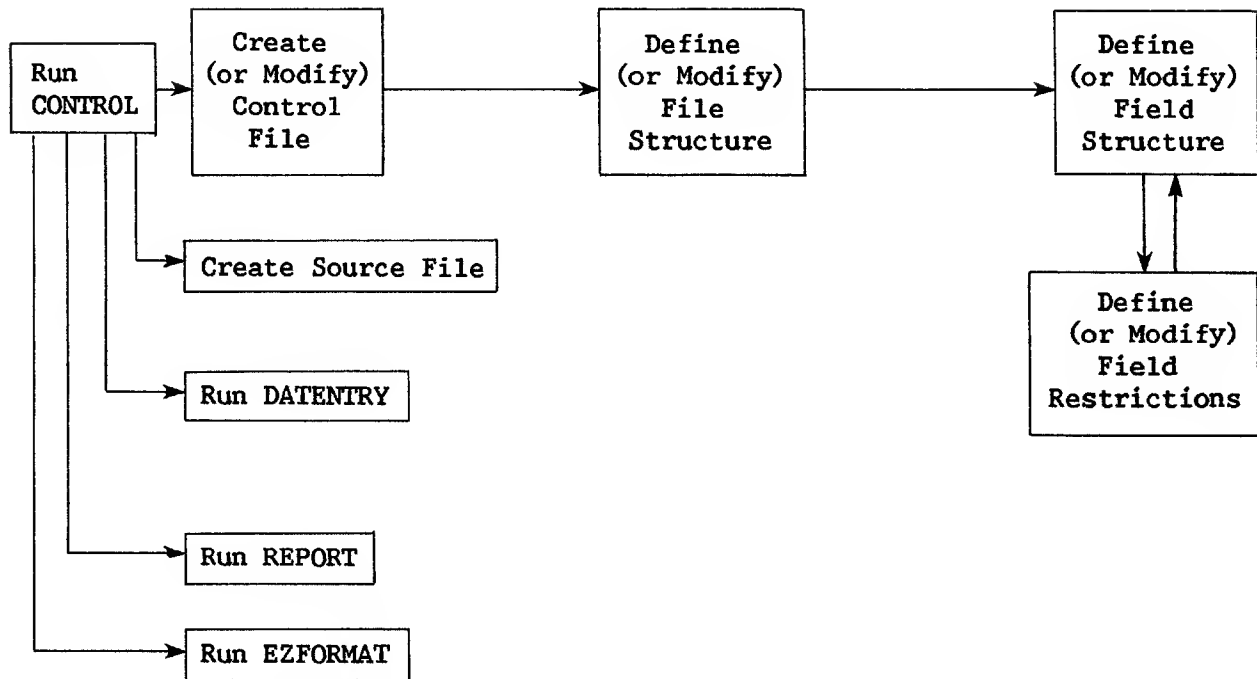 Run
CONTROL
Create
(or Modify)
Control
File
Define
(or Modify)
File
Structure
Define
(or Modify)
Field
Structure
Define
(or Modify)
Field
Restrictions
Create Source File
Run DATENTRY
Run REPORT
Run EZFORMAT